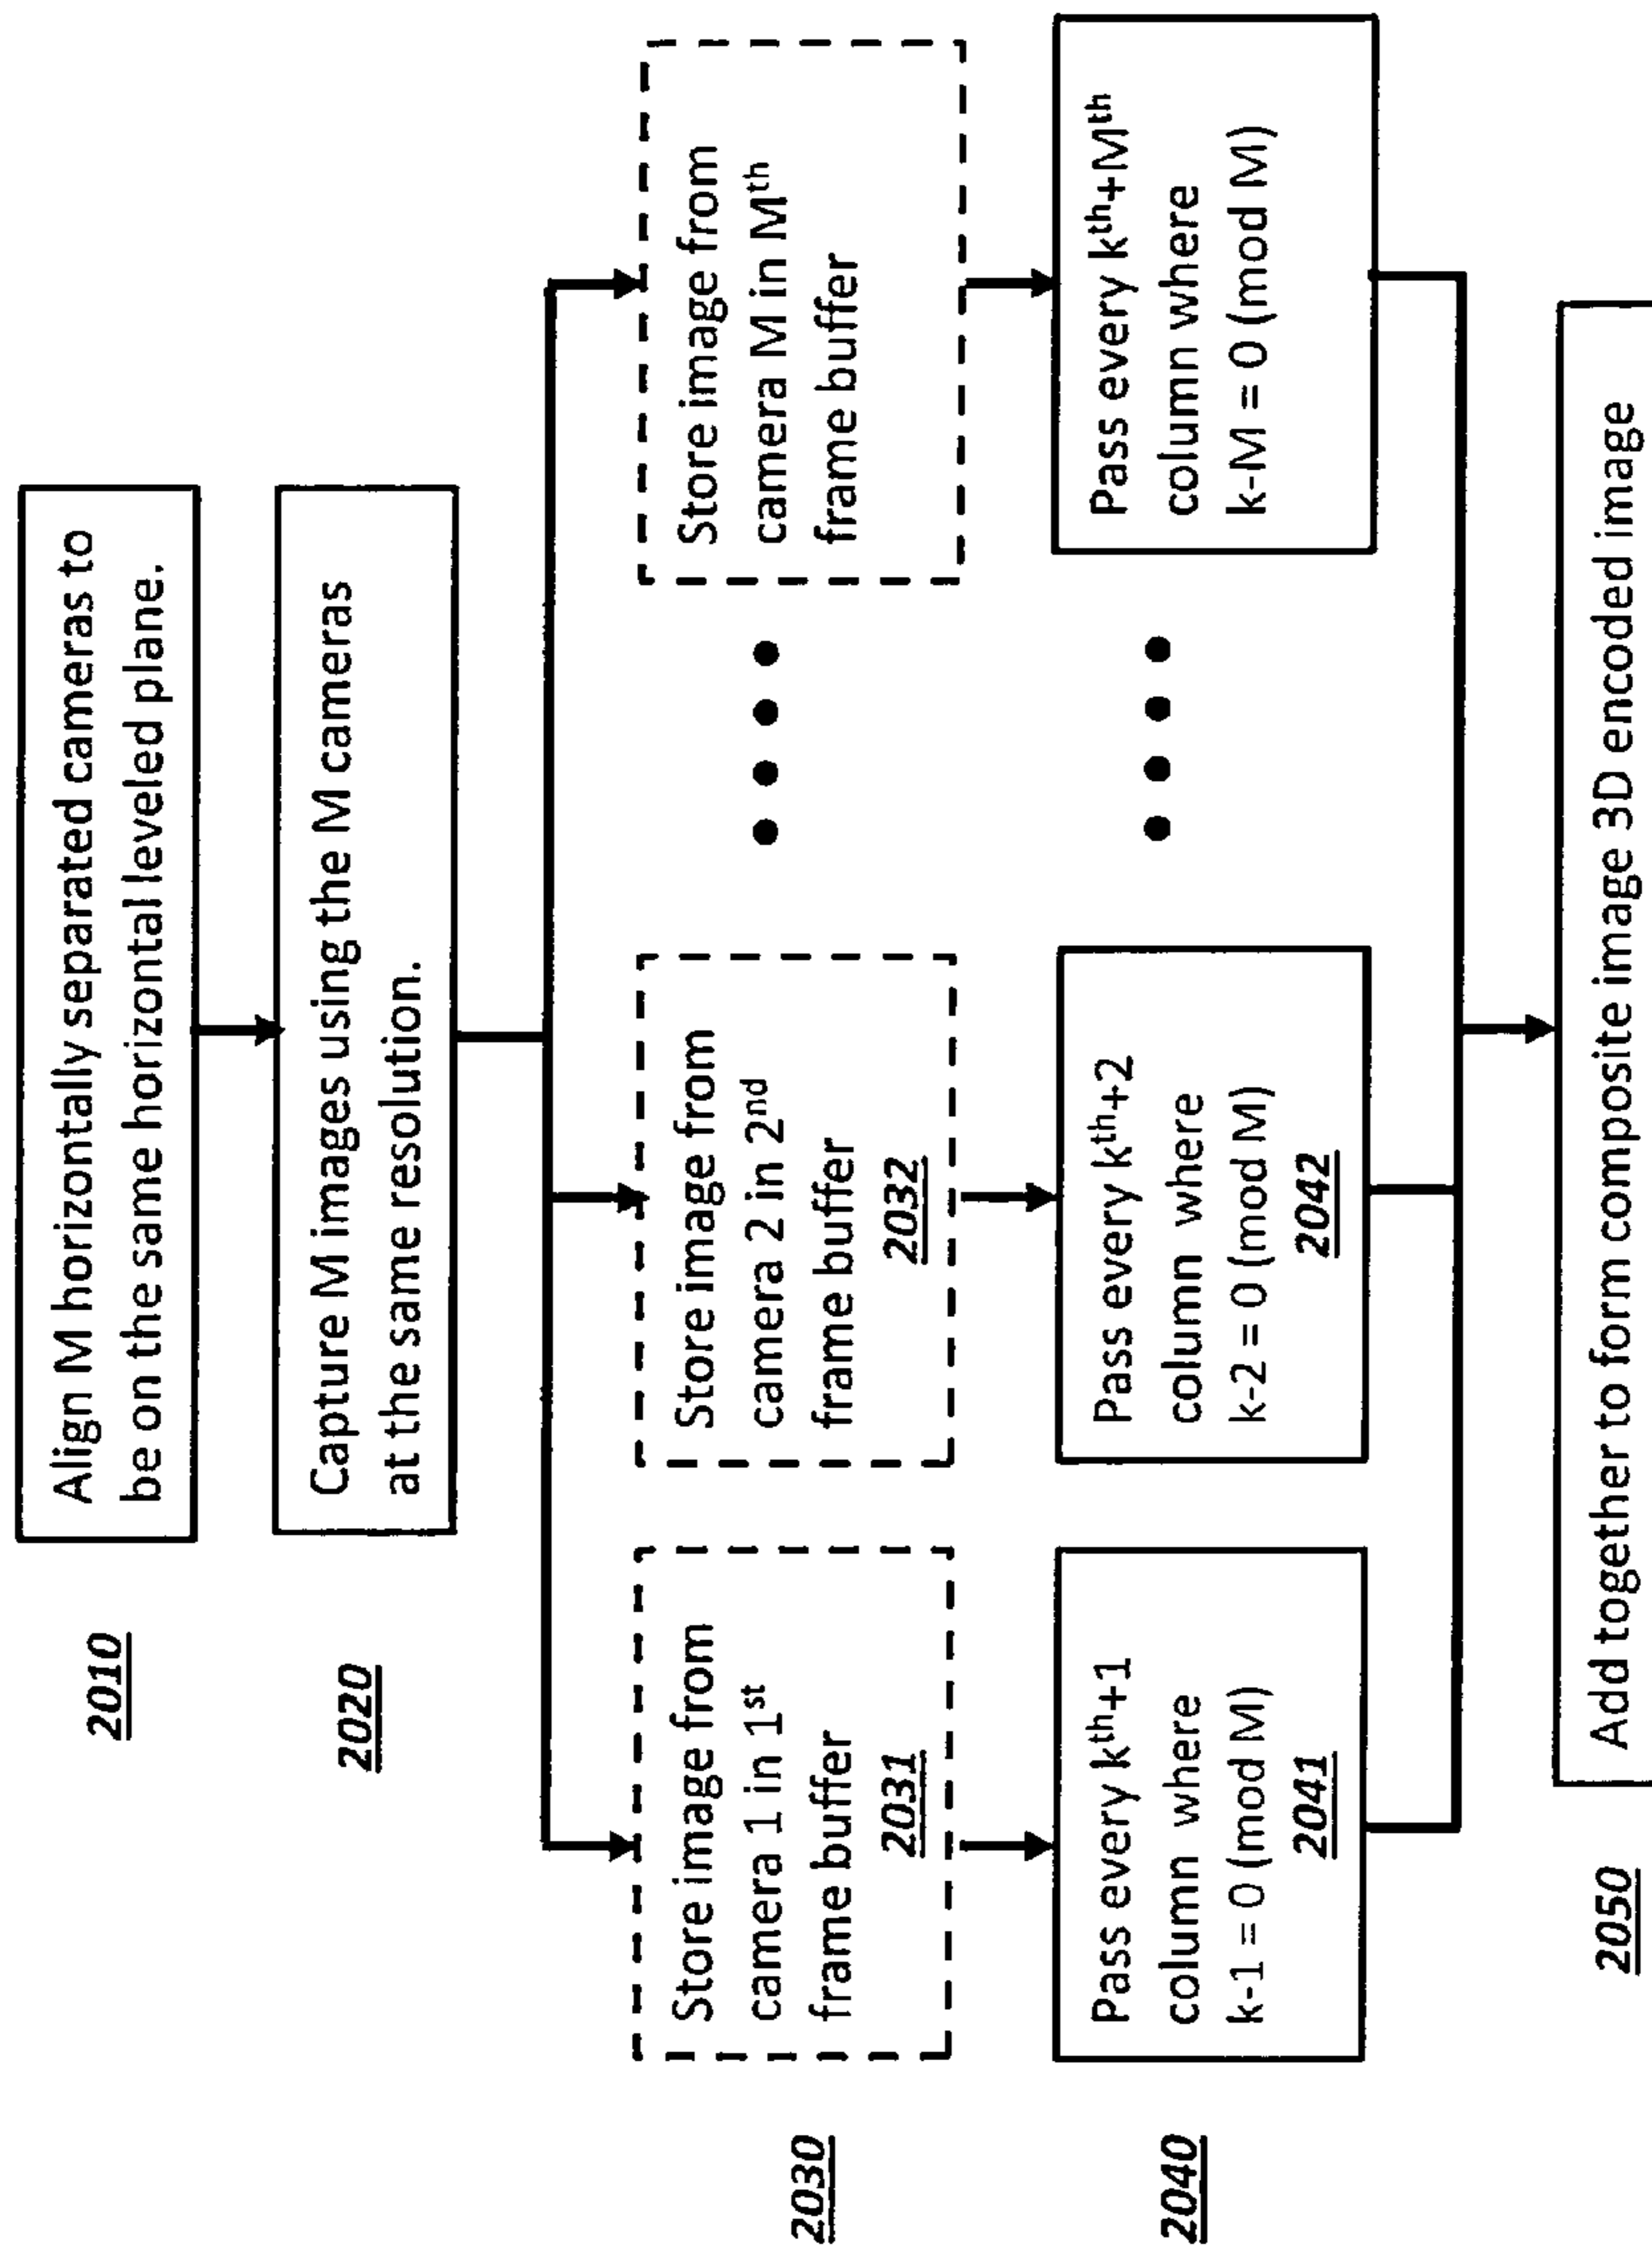 2010
Align M horizontally separated cameras to
be on the same horizontal leveled plane.
2020
Capture M images using the M cameras
at the same resolution.
2030
Store image from
camera 1 in 1st
frame buffer
2031
Store image from
camera 2 in 2nd
frame buffer
2032
Store image from
camera M in Mth
frame buffer
2040
Pass every kth+1
column where
k-1 = 0 (mod M)
2041
Pass every kth+2
column where
k-2 = 0 (mod M)
2042
Pass every kth+Mth
column where
k-M = 0 (mod M)
2050
Add together to form composite image 3D encoded image